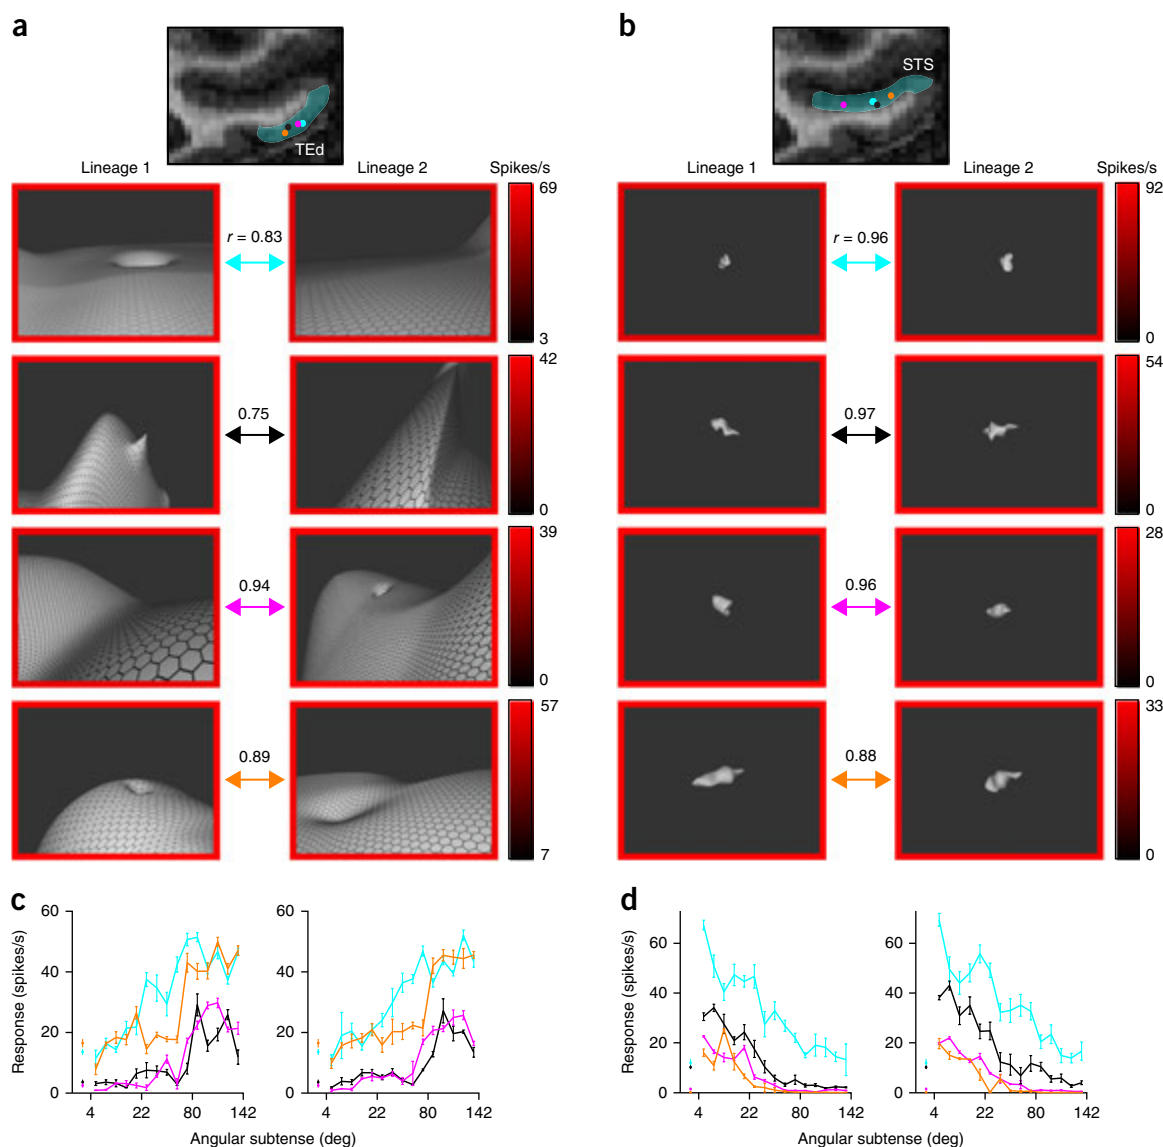 a
b
TEd
STS
Lineage 1
Lineage 2
Spikes/s
Lineage 1
Lineage 2
Spikes/s
r = 0.83
69
3
r = 0.96
92
0
0.75
42
0
0.97
54
0
0.94
39
0
0.96
28
0
0.89
57
7
0.88
33
0
c
d
Response (spikes/s)
60
40
20
0
4 22 80 142
60
40
20
0
4 22 80 142
Angular subtense (deg)
Response (spikes/s)
60
40
20
0
4 22 80 142
60
40
20
0
4 22 80 142
Angular subtense (deg)